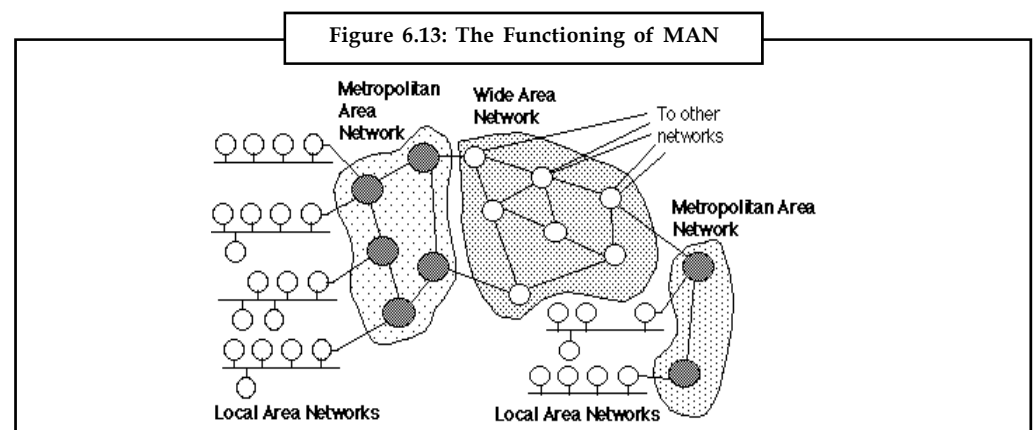 Figure 6.13: The Functioning of MAN
Metropolitan
Area
Network
Wide Area
Network
To other
networks
Metropolitan Area
Network
Local Area Networks
Local Area Networks